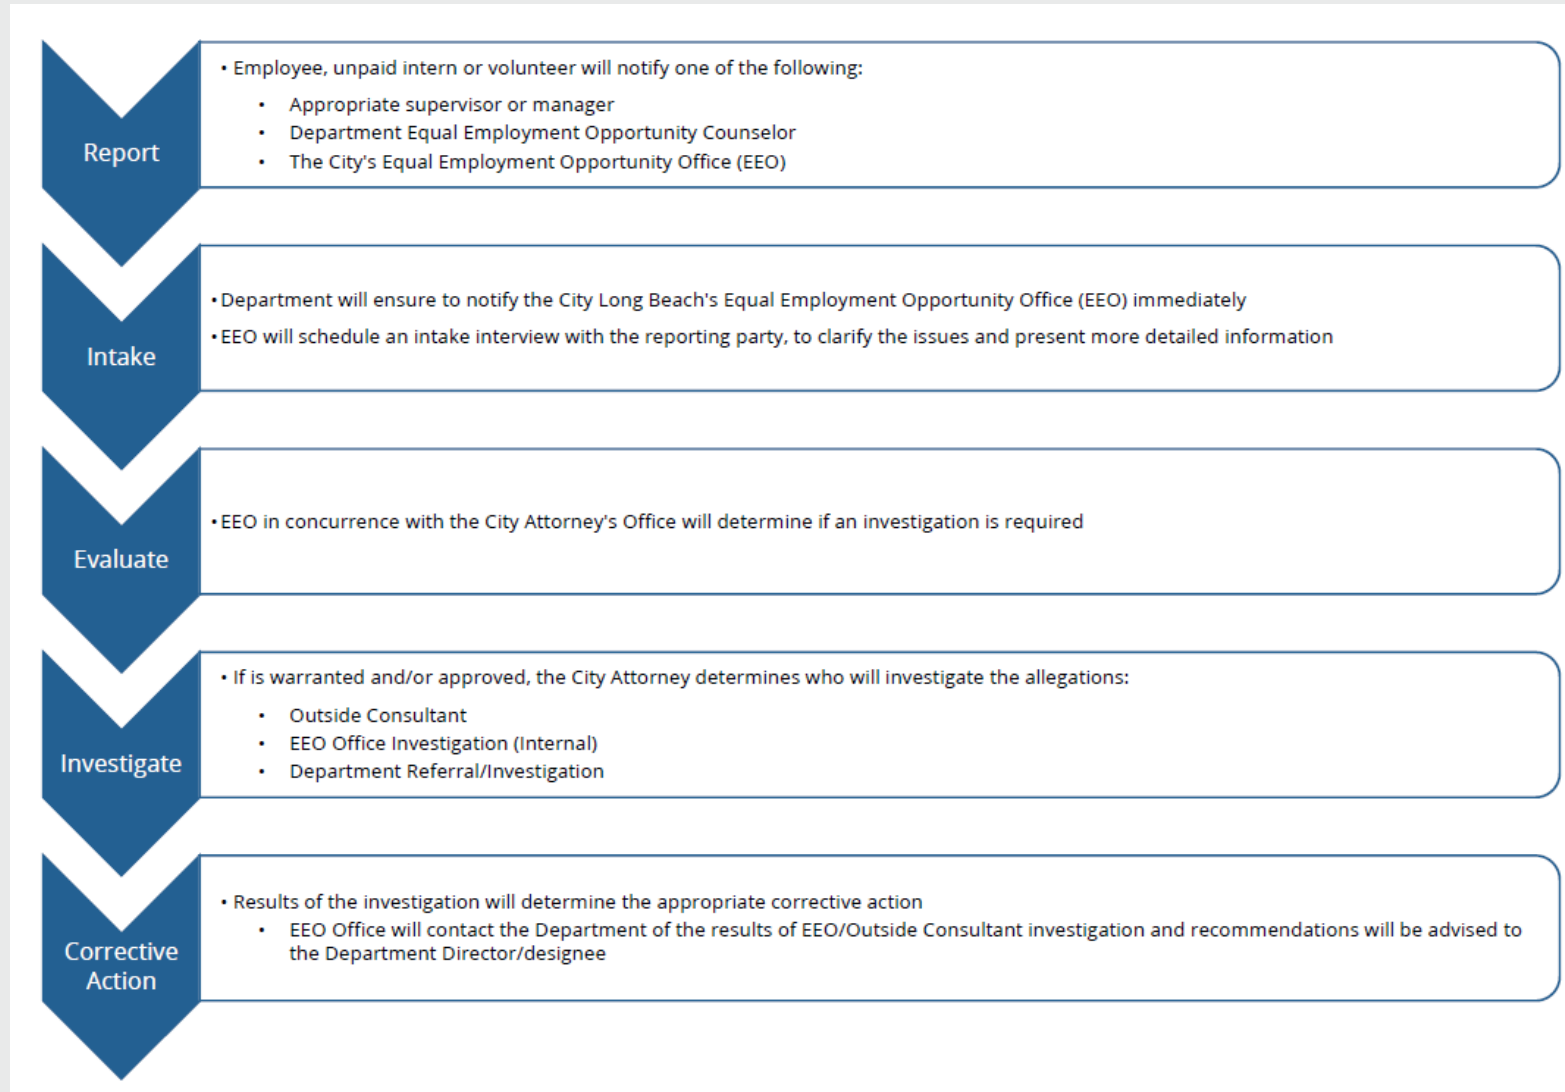 Report
• Employee, unpaid intern or volunteer will notify one of the following:
• Appropriate supervisor or manager
• Department Equal Employment Opportunity Counselor
• The City's Equal Employment Opportunity Office (EEO)
Intake
• Department will ensure to notify the City Long Beach's Equal Employment Opportunity Office (EEO) immediately
• EEO will schedule an intake interview with the reporting party, to clarify the issues and present more detailed information
Evaluate
• EEO in concurrence with the City Attorney's Office will determine if an investigation is required
Investigate
• If is warranted and/or approved, the City Attorney determines who will investigate the allegations:
• Outside Consultant
• EEO Office Investigation (Internal)
• Department Referral/Investigation
Corrective
Action
• Results of the investigation will determine the appropriate corrective action
• EEO Office will contact the Department of the results of EEO/Outside Consultant investigation and recommendations will be advised to
the Department Director/designee